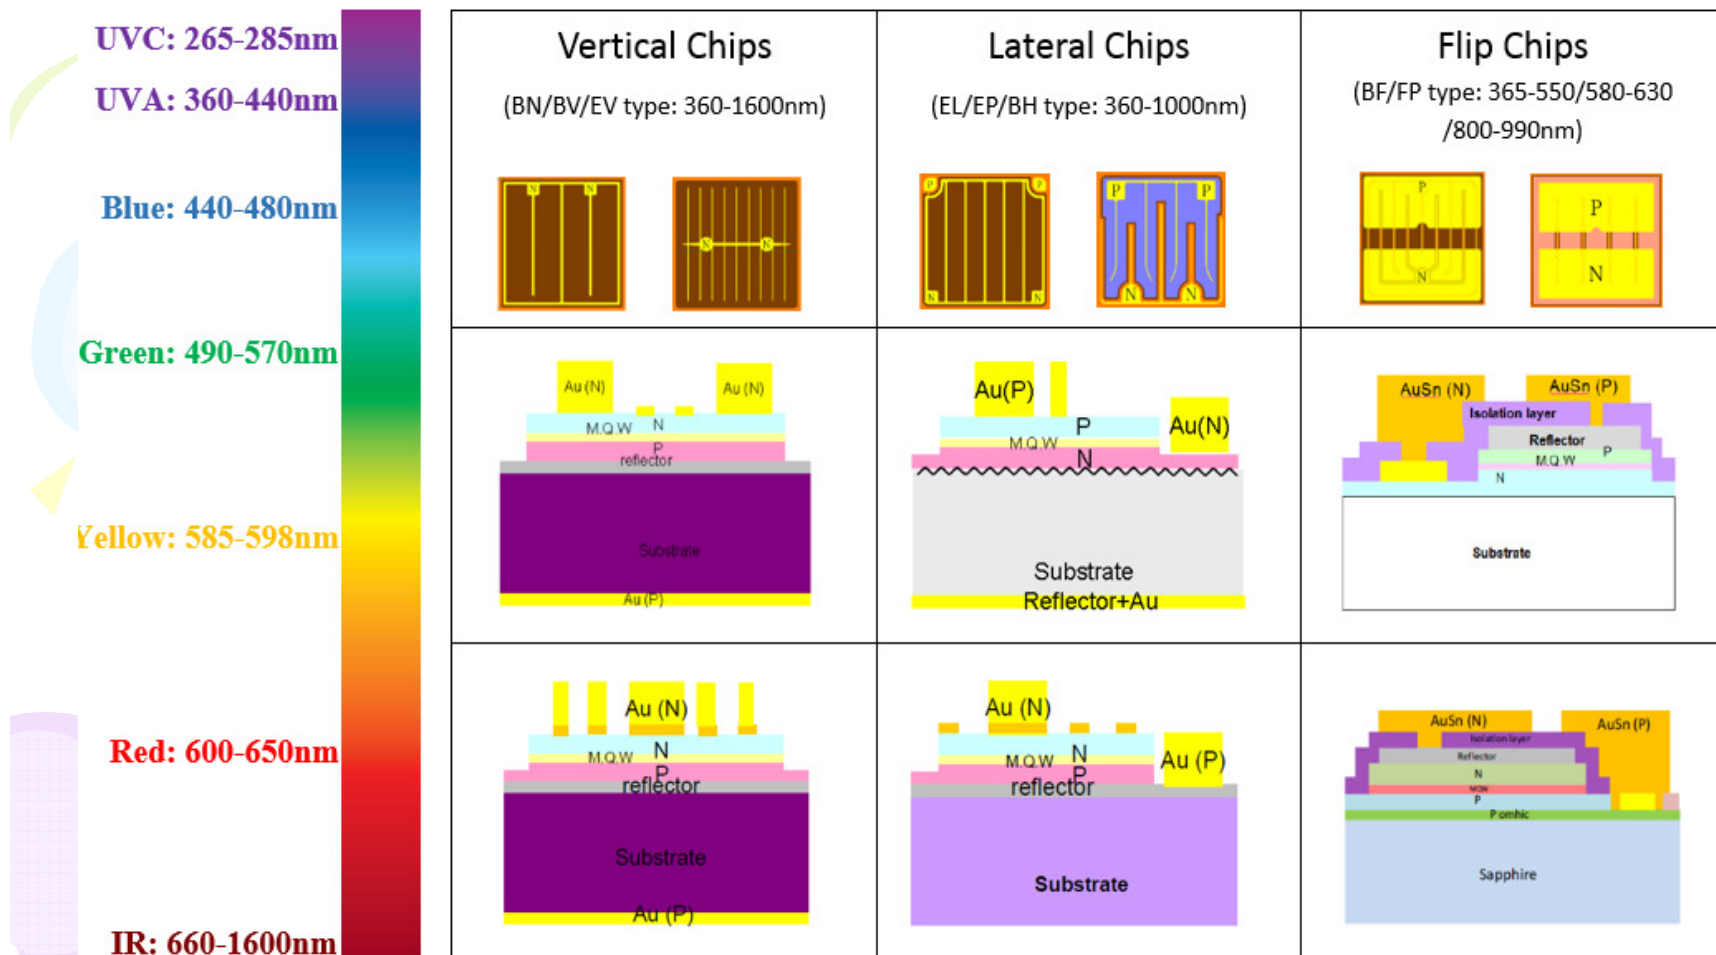 UVC: 265-285nm
UVA: 360-440nm
Blue: 440-480nm
Green: 490-570nm
Yellow: 585-598nm
Red: 600-650nm
IR: 660-1600nm
Vertical Chips
(BN/BV/EV type: 360-1600nm)
N N
N N
Lateral Chips
(EL/EP/BH type: 360-1000nm)
P P
N N
P P
N N
Flip Chips
(BF/FP type: 365-550/580-630
/800-990nm)
P
N
P
N
Au (N) Au (N)
N
M.Q.W
P
reflector
Substrate
Au (P)
Au(P)
Au(N)
P
M.Q.W
N
Substrate
Reflector+Au
AuSn (N) AuSn (P)
Isolation layer
Reflector
P
M.Q.W
N
Substrate
Au (N)
N
M.Q.W
P
reflector
Substrate
Au (P)
Au (N)
N
M.Q.W
Au (P)
P
reflector
Substrate
AuSn (N) AuSn (P)
Isolation layer
Reflector
N
MQW
P
P omhic
Sapphire